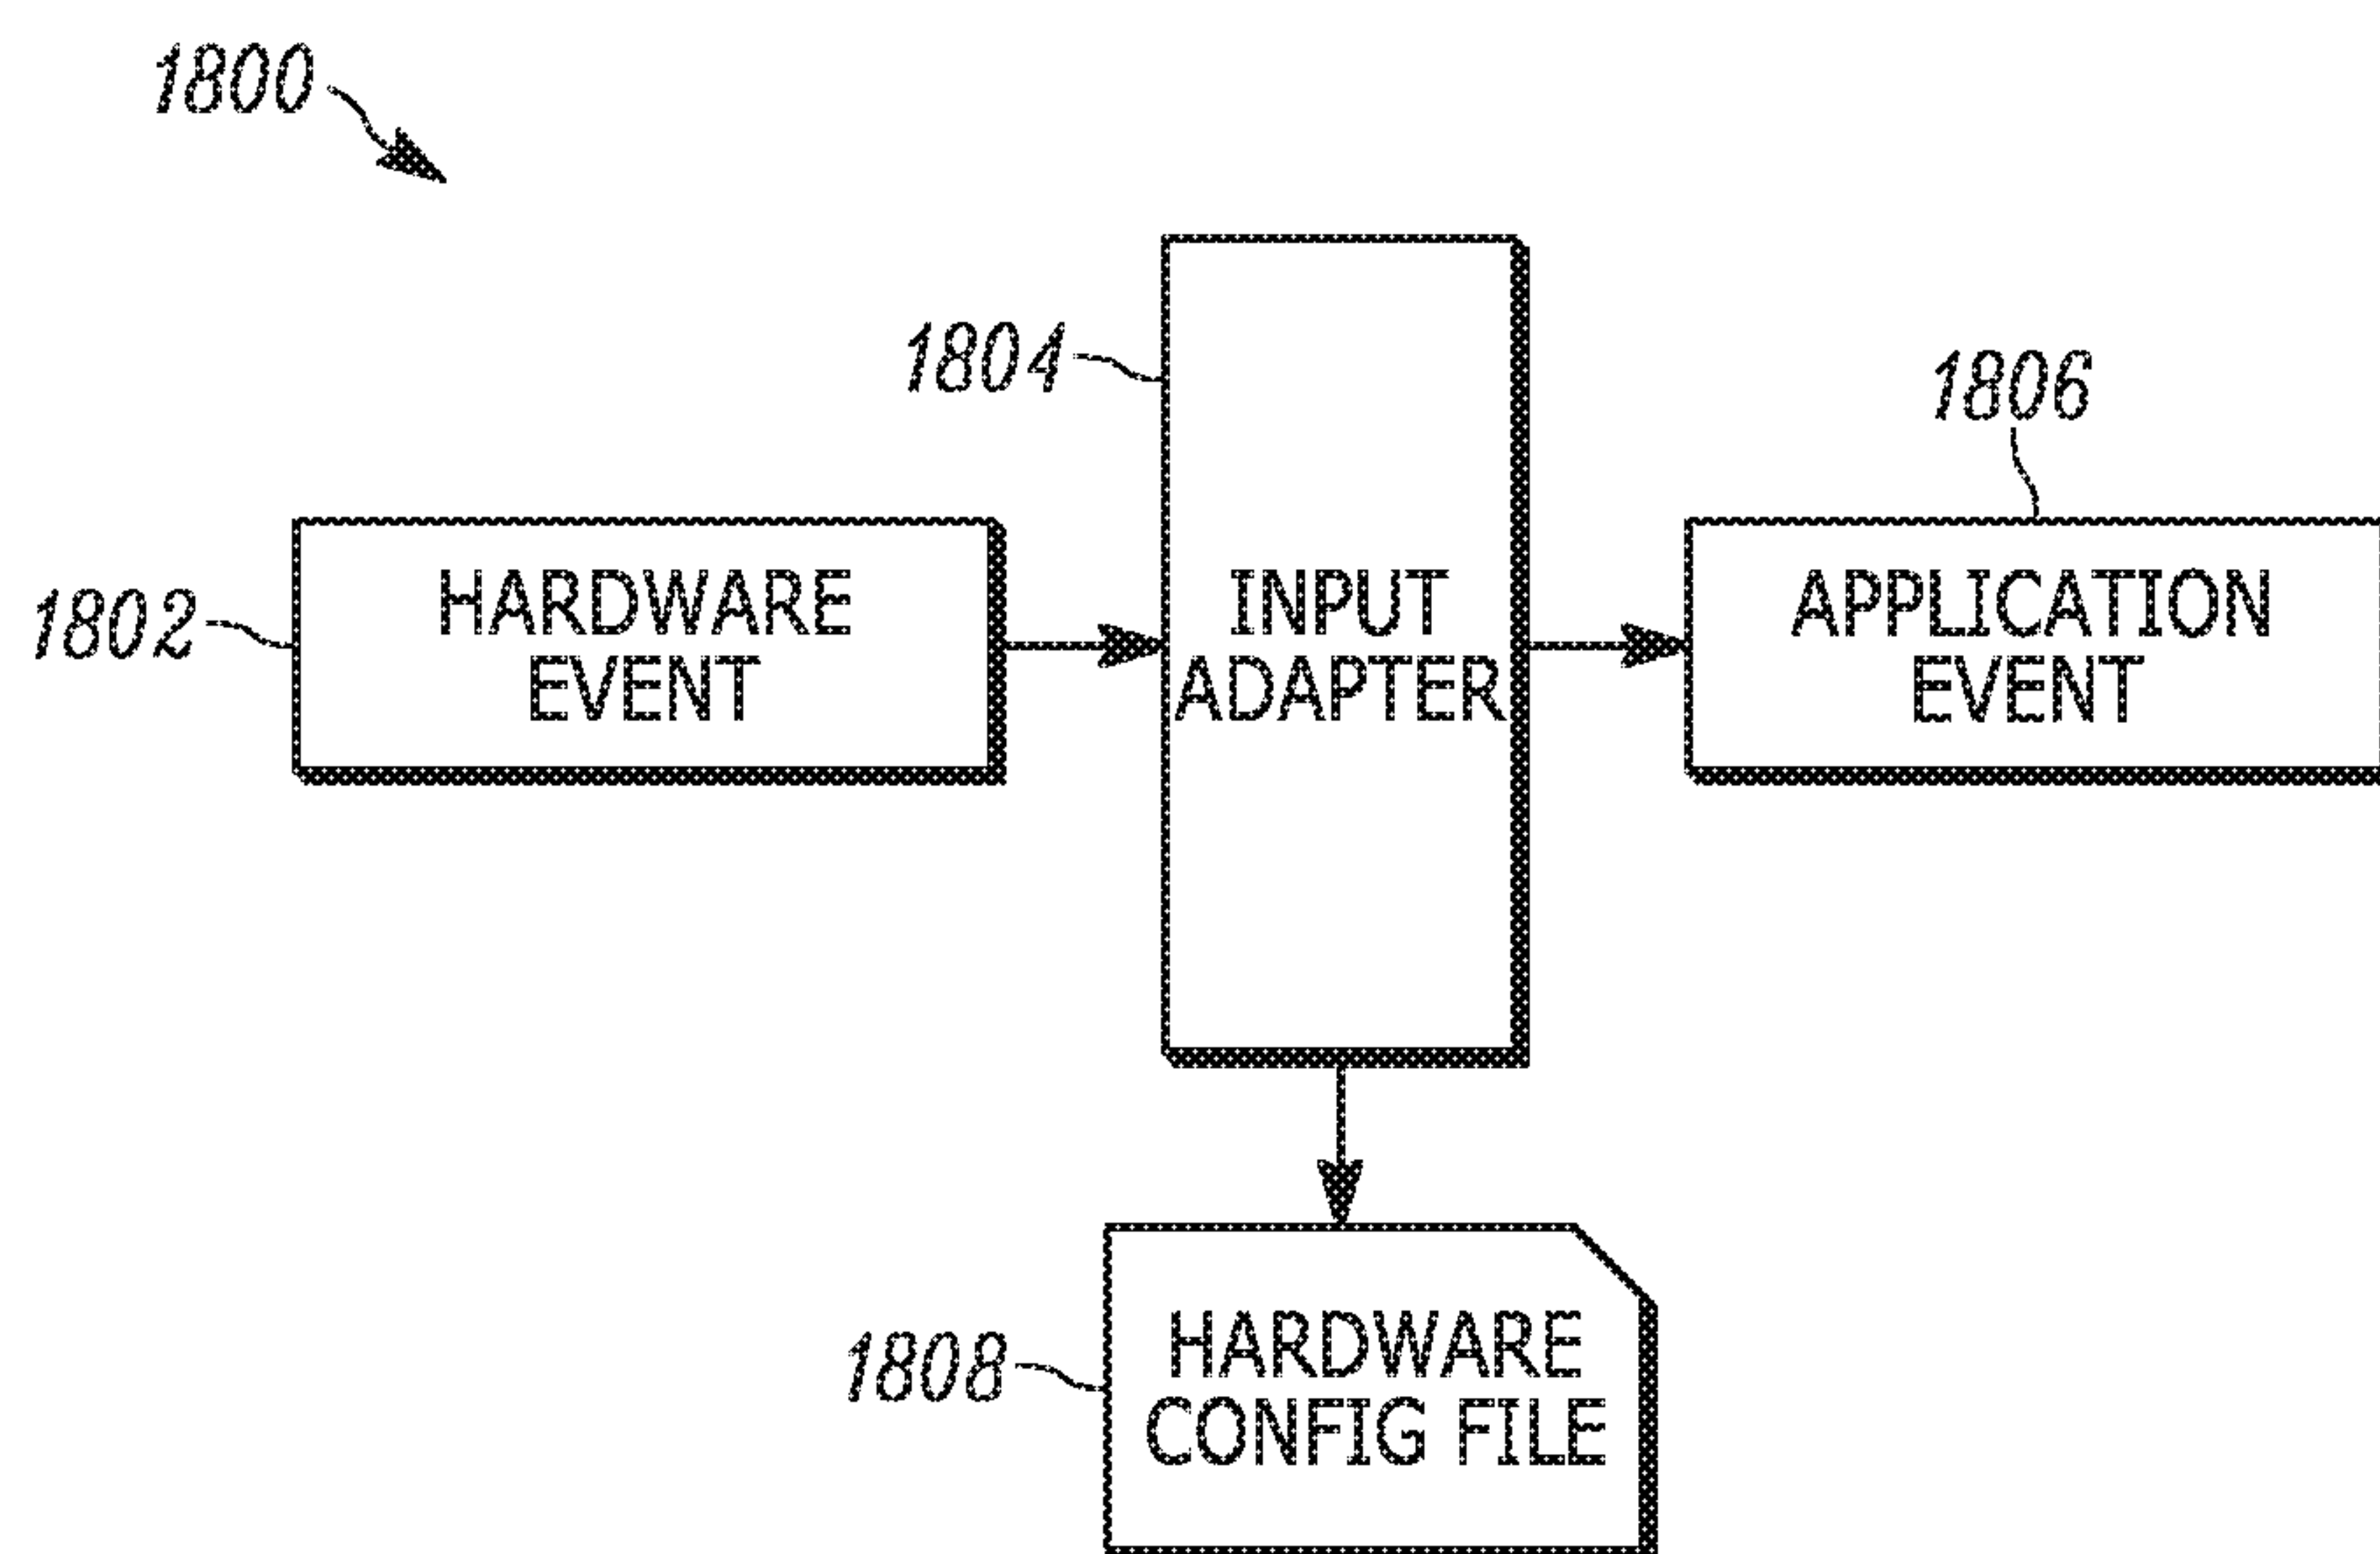 1800
1804
1806
1802
HARDWARE
EVENT
INPUT
ADAPTER
APPLICATION
EVENT
1808
HARDWARE
CONFIG FILE